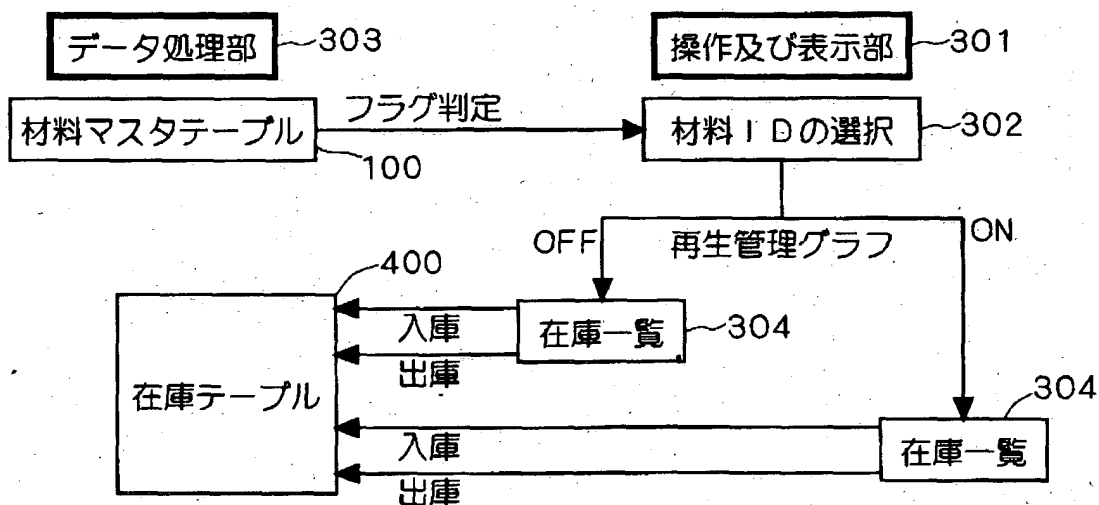 データ処理部
303
操作及び表示部
301
材料マスタテーブル
100
フラグ判定
材料IDの選択
302
OFF
再生管理グラフ
ON
400
在庫テーブル
入庫
出庫
在庫一覧
304
入庫
出庫
在庫一覧
304